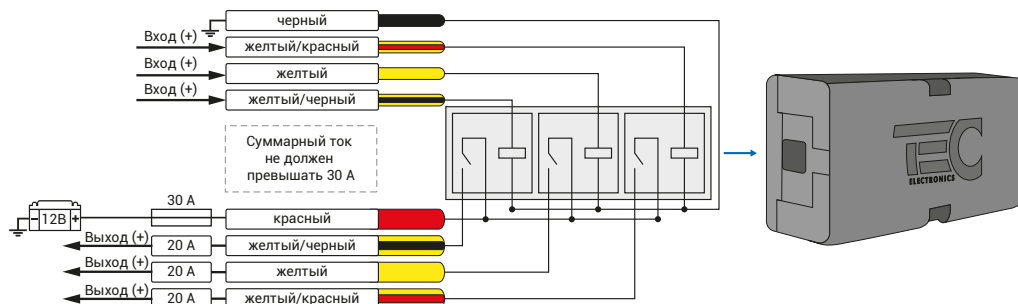 черный
Вход (+)
желтый/красный
Вход (+)
желтый
Вход (+)
желтый/черный
Суммарный ток
не должен
превышать 30 А
TEC
ELECTRONICS
30 А
- 12В +
красный
Выход (+)
20 А
желтый/черный
Выход (+)
20 А
желтый
Выход (+)
20 А
желтый/красный